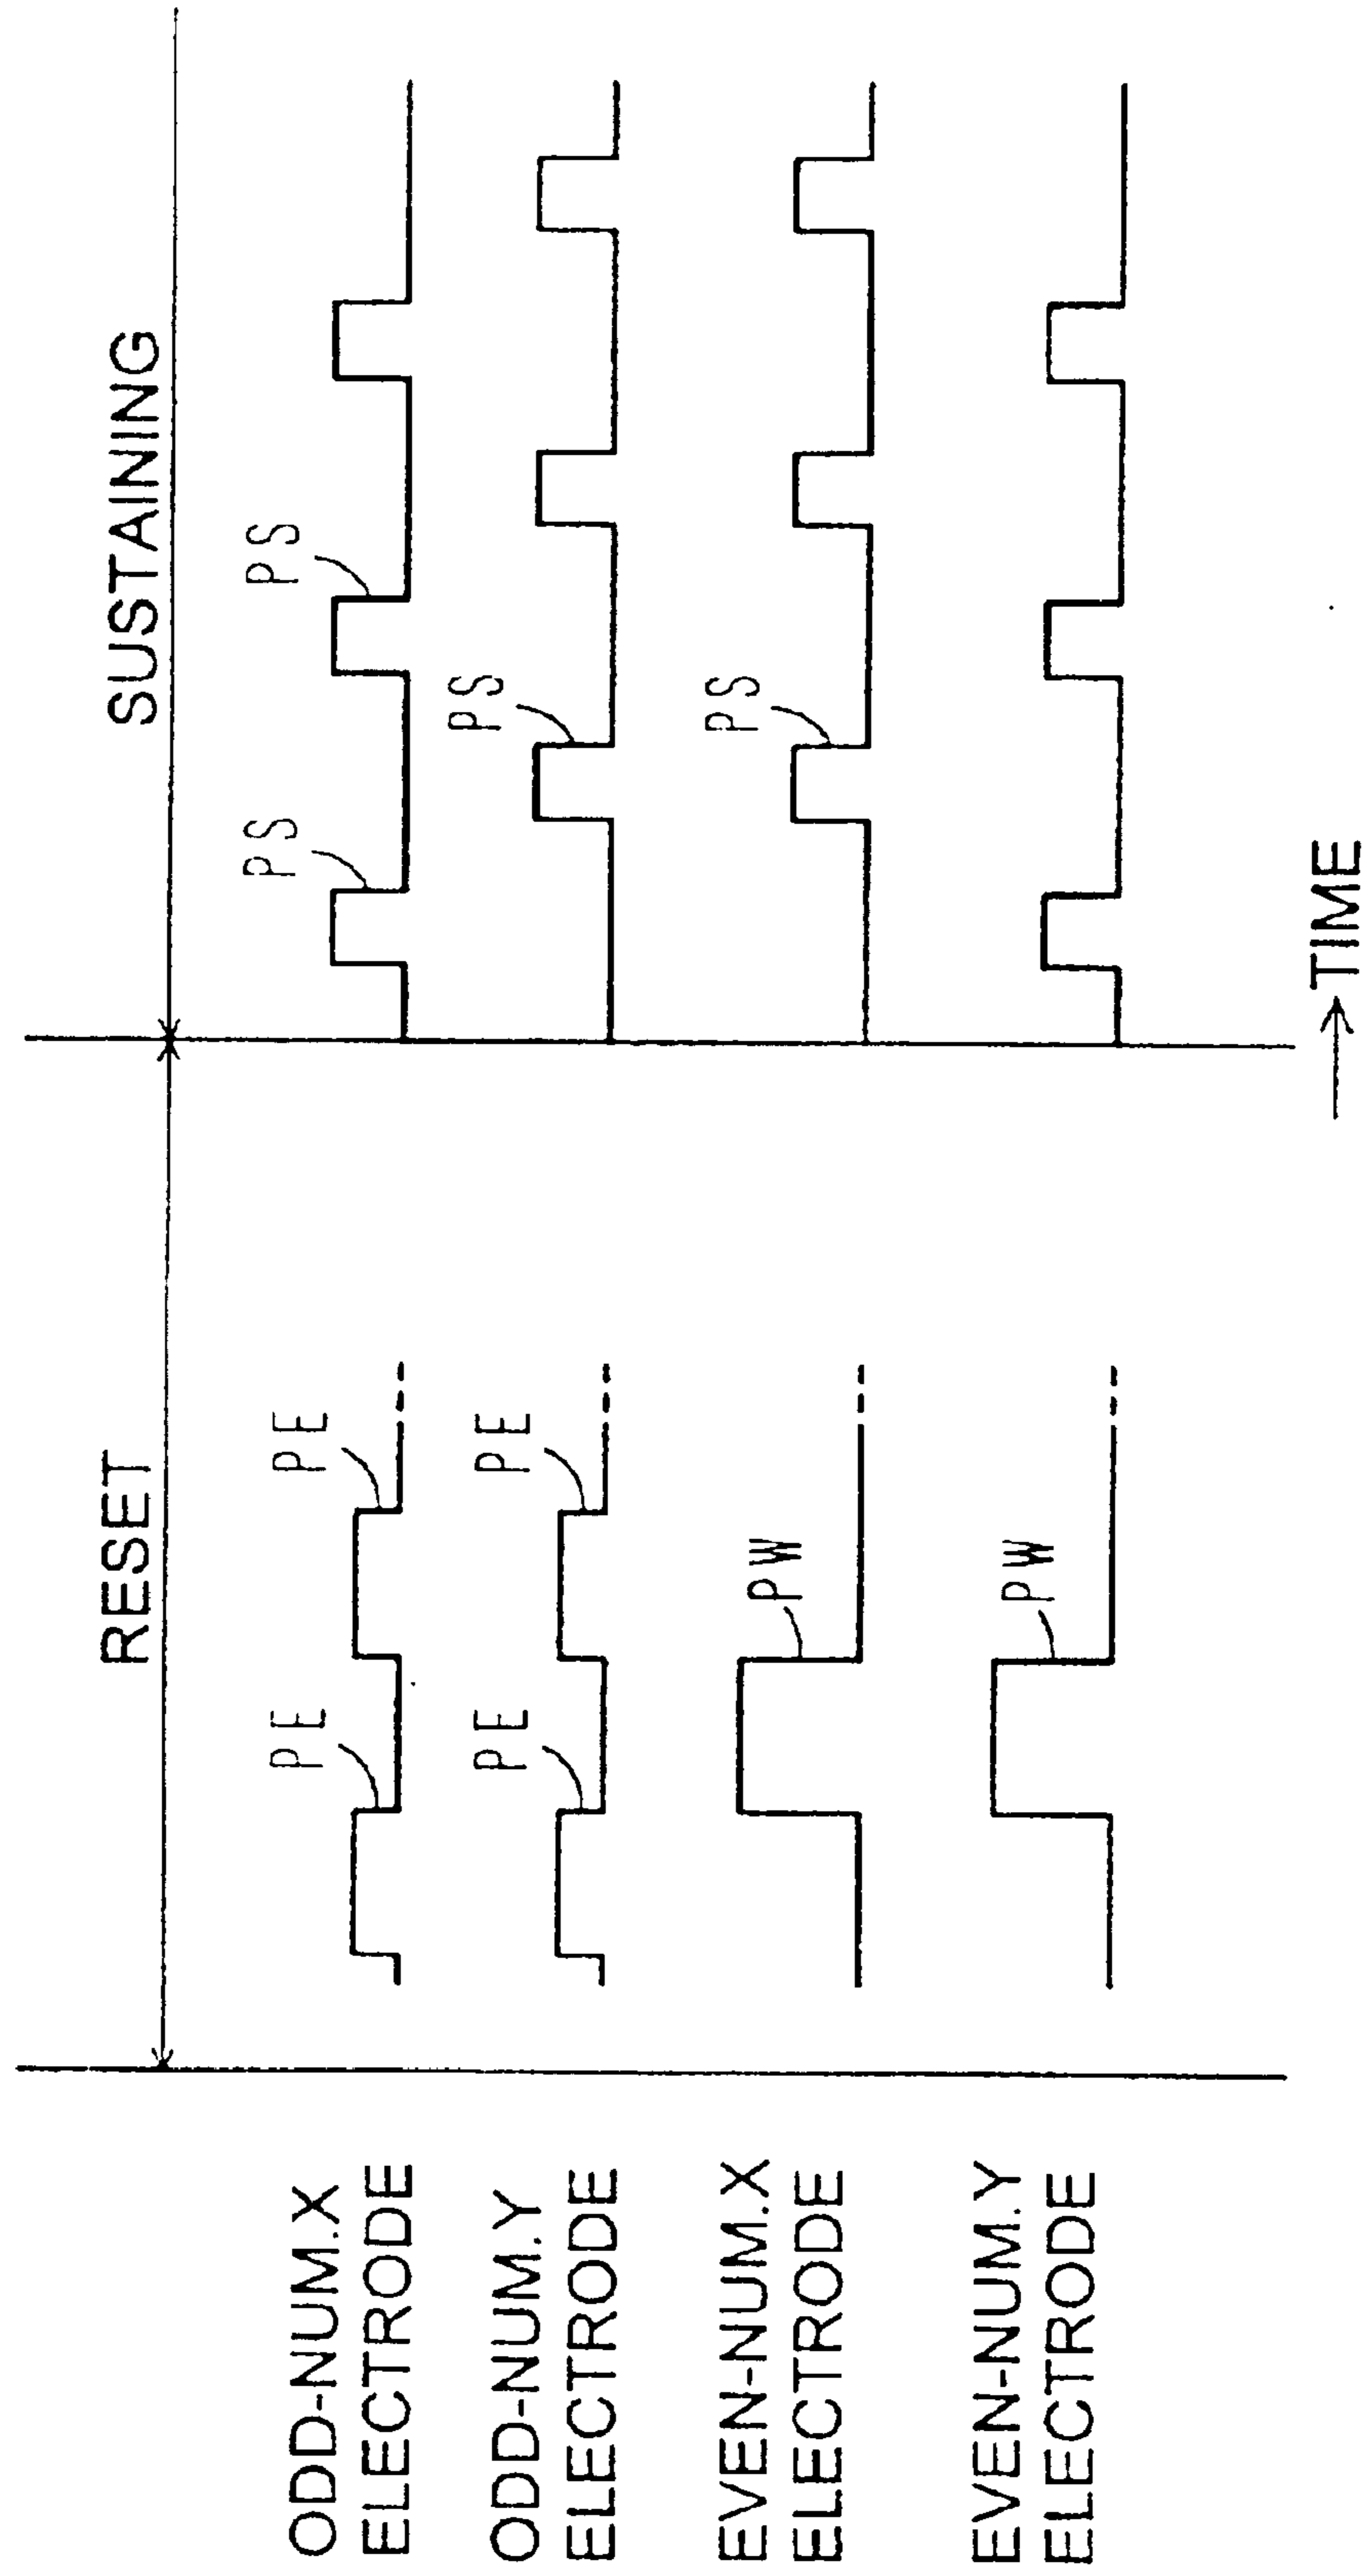 RESET
SUSTAINING
ODD-NUM.X
ELECTRODE
PE
PE
PS
PS
ODD-NUM.Y
ELECTRODE
PE
PE
PS
EVEN-NUM.X
ELECTRODE
PW
PS
EVEN-NUM.Y
ELECTRODE
PW
TIME